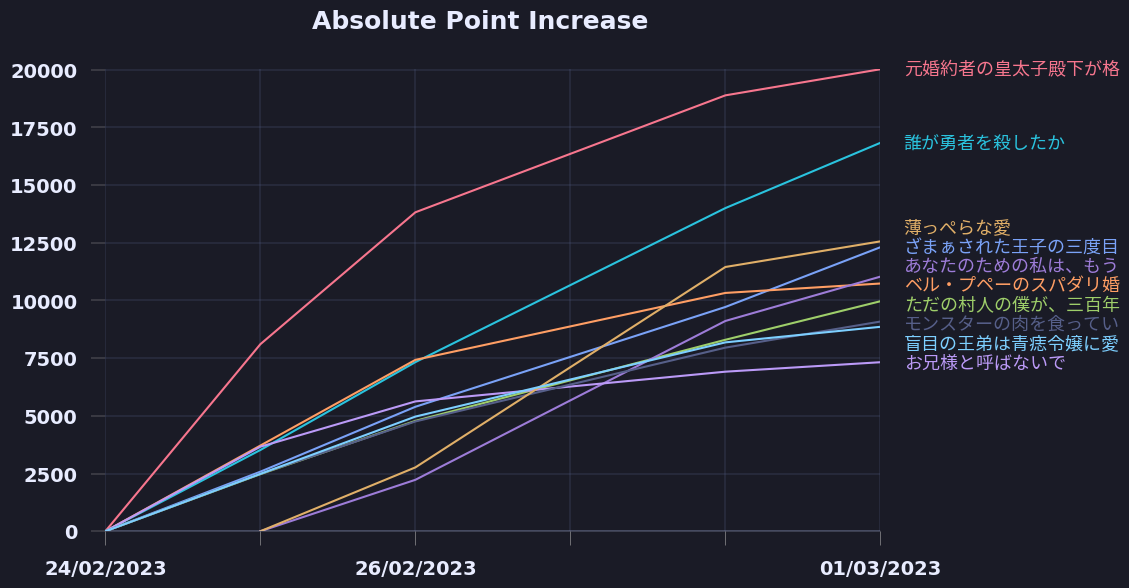 Absolute Point Increase
20000
17500
15000
12500
10000
7500
5000
2500
0
24/02/2023
26/02/2023
01/03/2023
元婚約者の皇太子殿下が格
誰が勇者を殺したか
薄っぺらな愛
ざまぁされた王子の三度目
あなたのための私は、もう
ベル・プペーのスパダリ婚
ただの村人の僕が、三百年
モンスターの肉を食ってい
盲目の王弟は青痣令嬢に愛
お兄様と呼ばないで